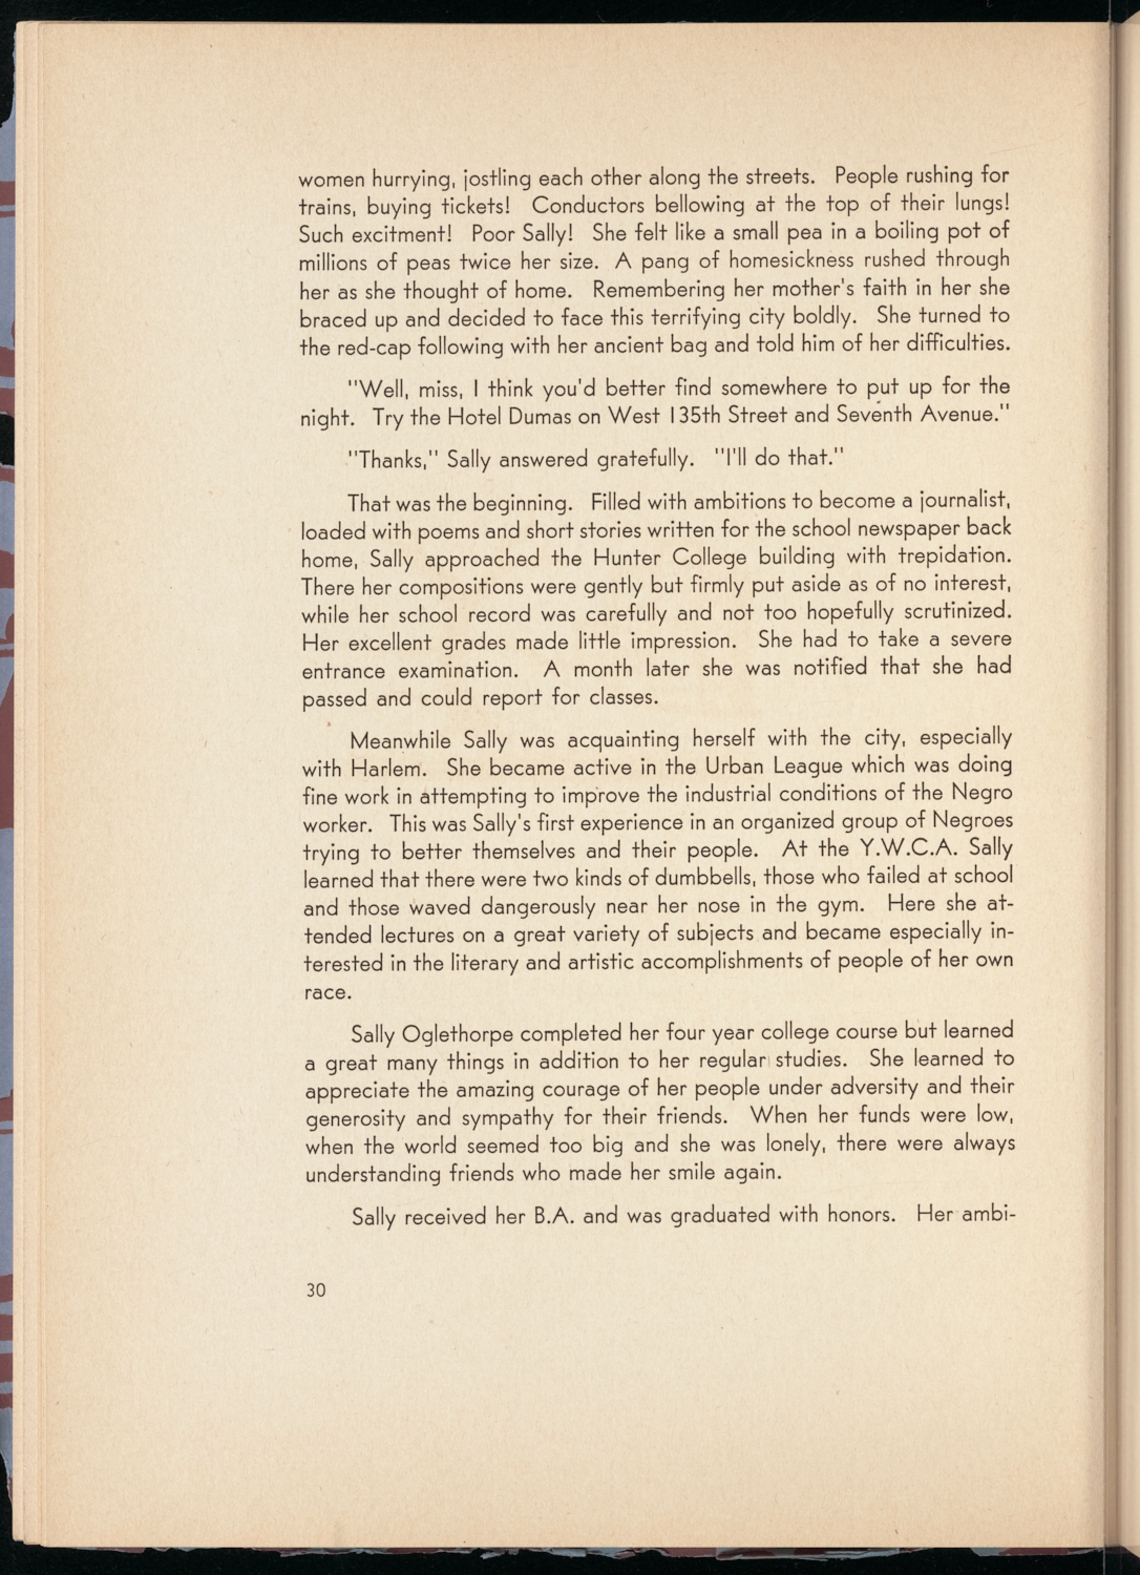 women hurrying, jostling each other along the streets. People rushing for
trains, buying tickets! Conductors bellowing at the top of their lungs!
Such excitment! Poor Sally! She felt like a small pea in a boiling pot of
millions of peas twice her size. A pang of homesickness rushed through
her as she thought of home. Remembering her mother's faith in her she
braced up and decided to face this terrifying city boldly. She turned to
the red-cap following with her ancient bag and told him of her difficulties.
"Well, miss, I think you'd better find somewhere to put up for the
night. Try the Hotel Dumas on West 135th Street and Seventh Avenue."
"Thanks," Sally answered gratefully. "I'll do that."
That was the beginning. Filled with ambitions to become a journalist,
loaded with poems and short stories written for the school newspaper back
home, Sally approached the Hunter College building with trepidation.
There her compositions were gently but firmly put aside as of no interest,
while her school record was carefully and not too hopefully scrutinized.
Her excellent grades made little impression. She had to take a severe
entrance examination. A month later she was notified that she had
passed and could report for classes.
Meanwhile Sally was acquainting herself with the city, especially
with Harlem. She became active in the Urban League which was doing
fine work in attempting to improve the industrial conditions of the Negro
worker. This was Sally's first experience in an organized group of Negroes
trying to better themselves and their people. At the Y.W.C.A. Sally
learned that there were two kinds of dumbbells, those who failed at school
and those waved dangerously near her nose in the gym. Here she at-
tended lectures on a great variety of subjects and became especially in-
terested in the literary and artistic accomplishments of people of her own
race.
Sally Oglethorpe completed her four year college course but learned
a great many things in addition to her regular studies. She learned to
appreciate the amazing courage of her people under adversity and their
generosity and sympathy for their friends. When her funds were low,
when the world seemed too big and she was lonely, there were always
understanding friends who made her smile again.
Sally received her B.A. and was graduated with honors. Her ambi-
30